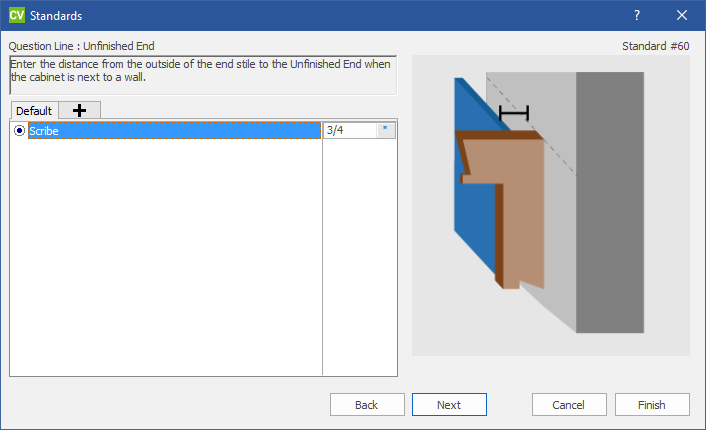 CV Standards ?
Question Line : Unfinished End Standard #60
Enter the distance from the outside of the end stile to the Unfinished End when
the cabinet is next to a wall.
Default
Scribe 3/4 "
Back Next Cancel Finish